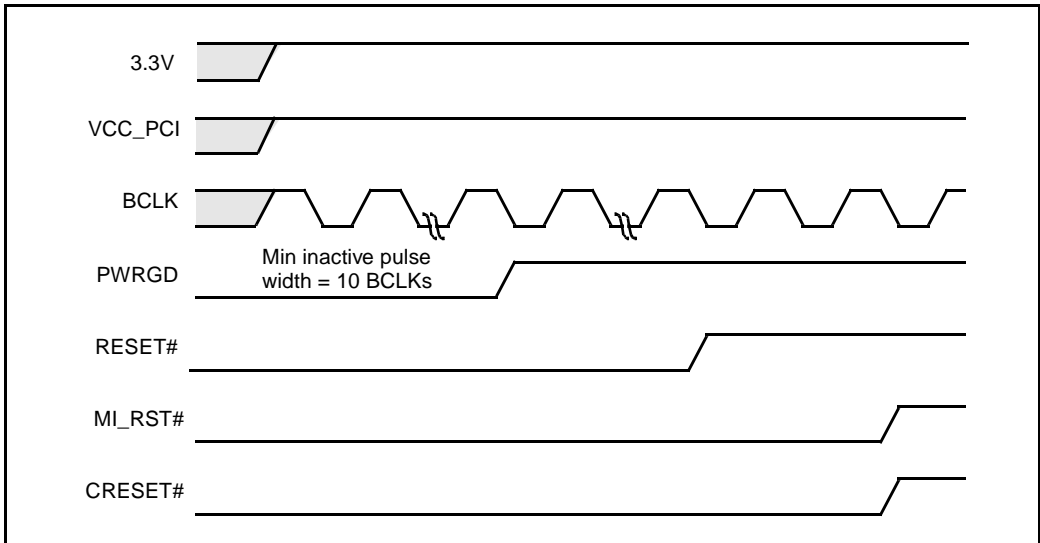 3.3V
VCC_PCI
BCLK
Min inactive pulse
width = 10 BCLKs
PWRGD
RESET#
MI_RST#
CRESET#